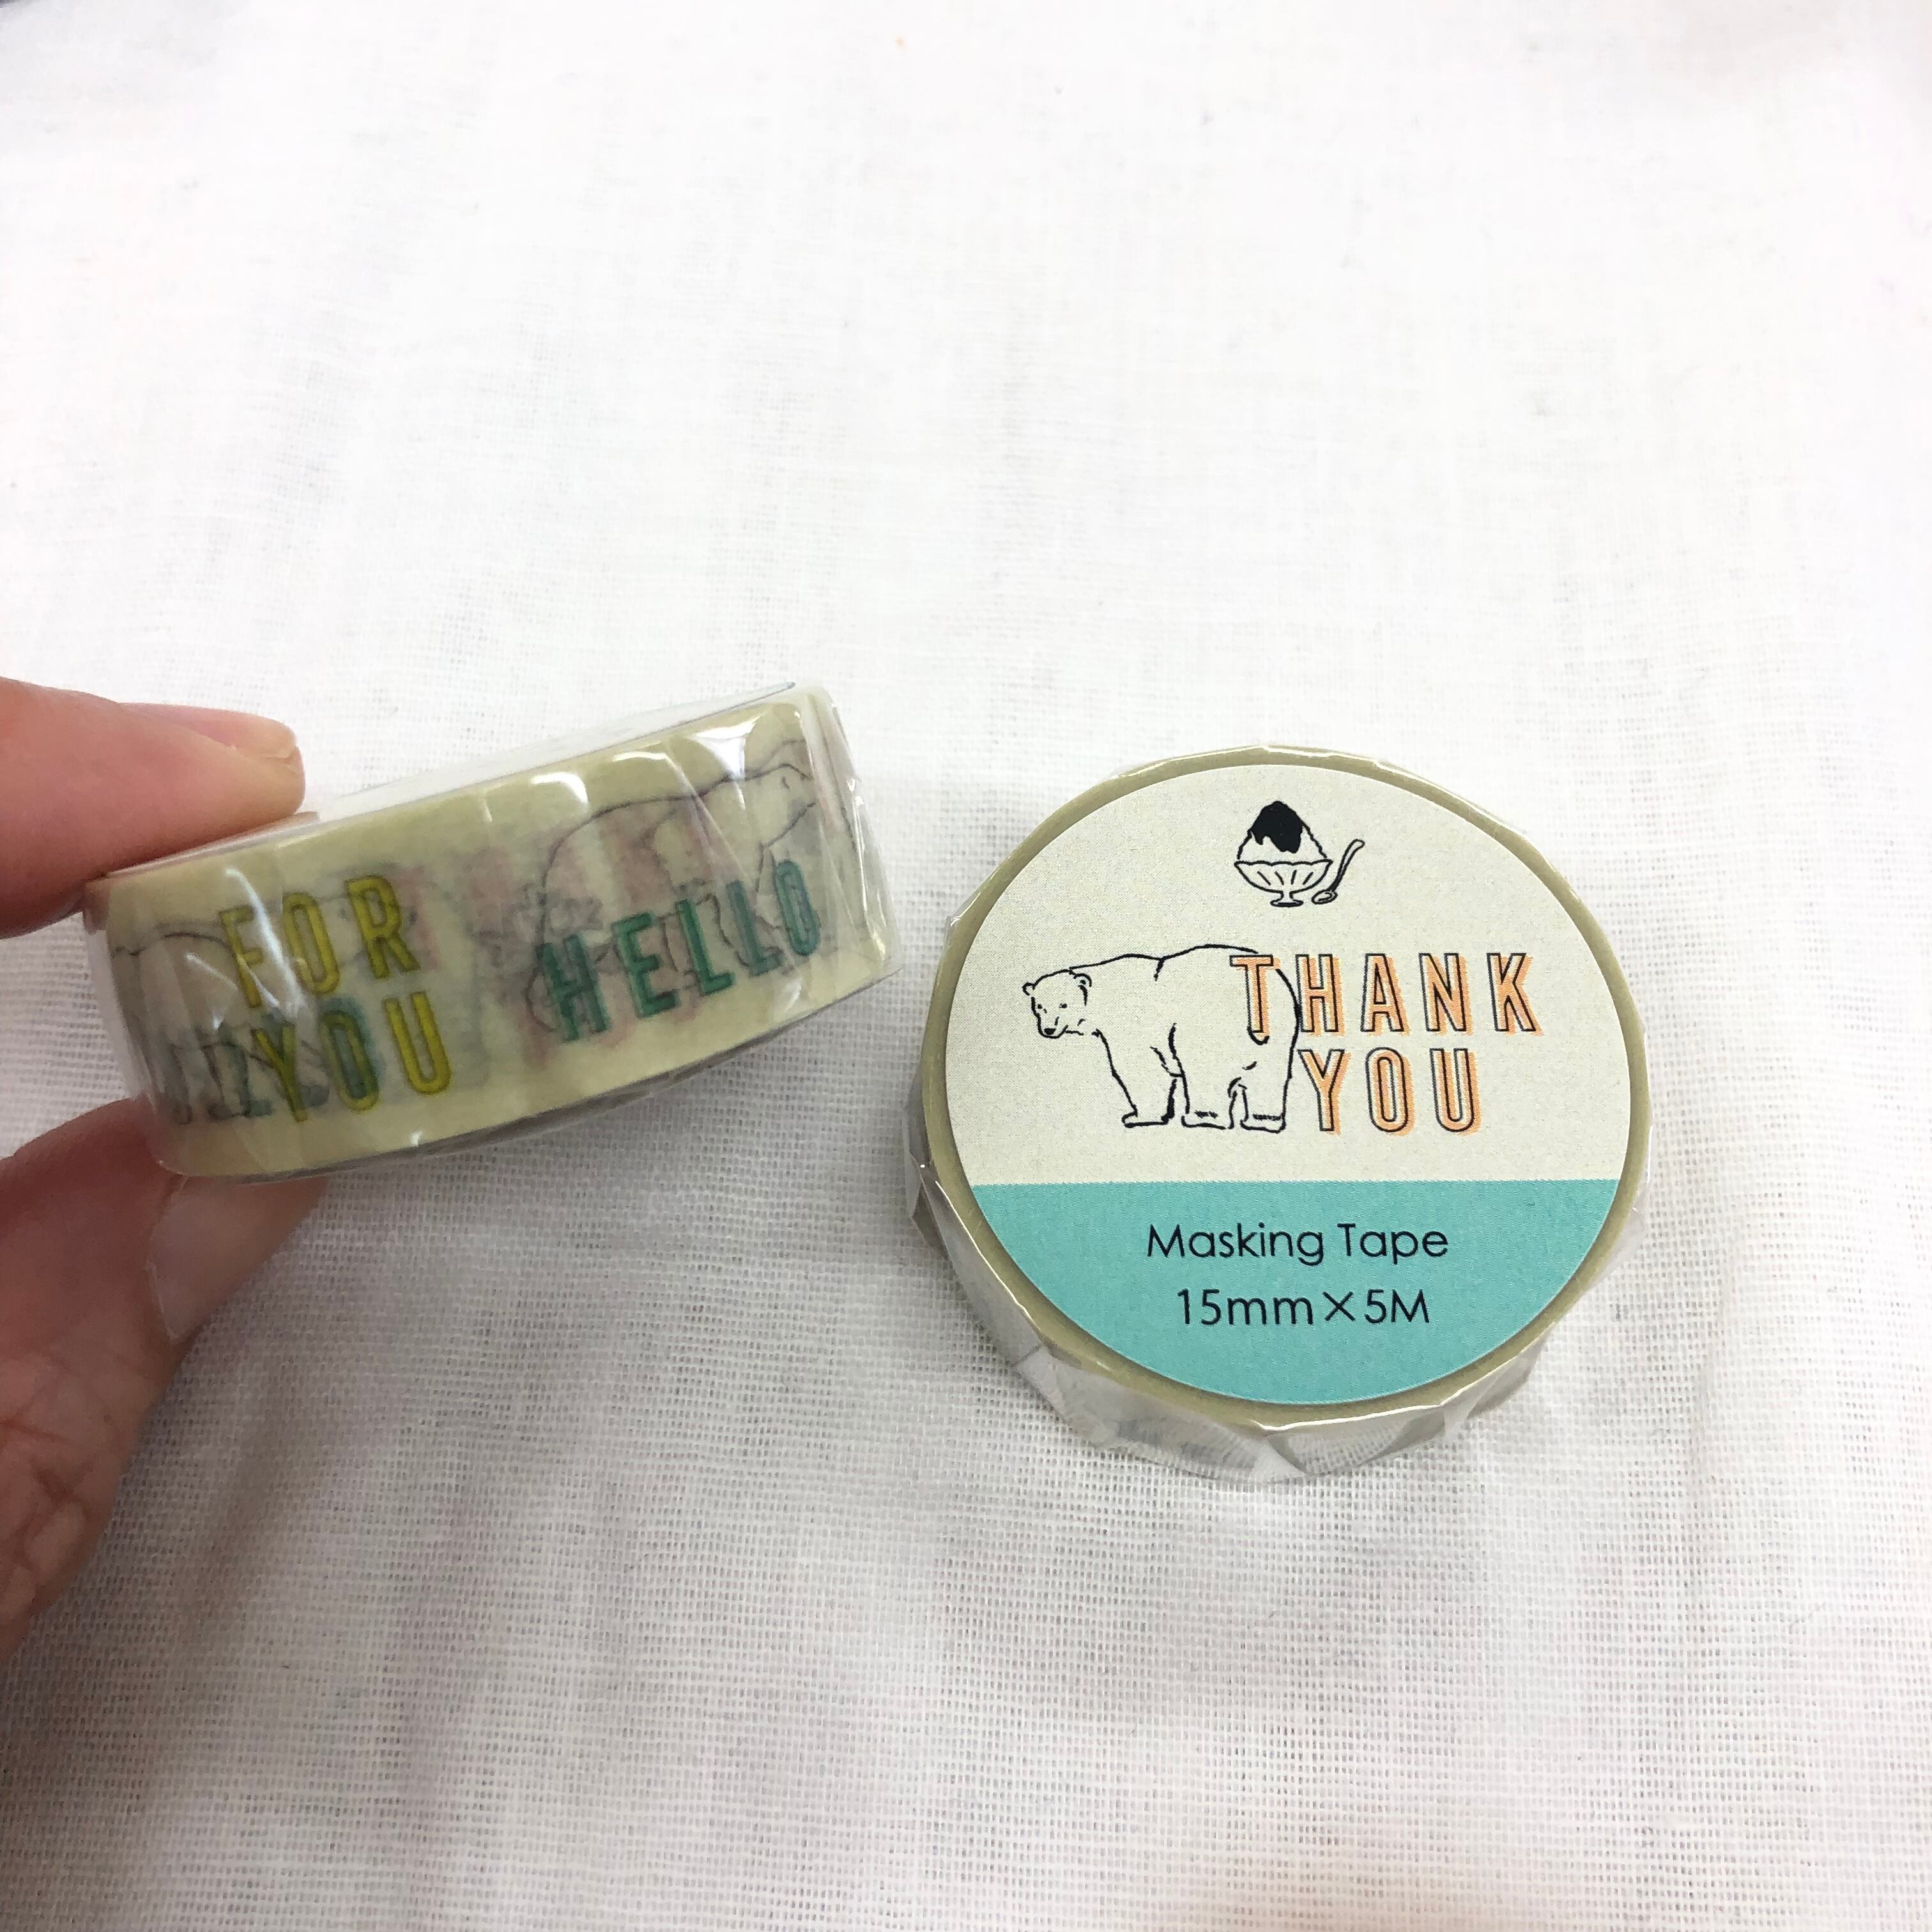 FOR
YOU
HELLO
THANK
YOU
Masking Tape
15mm×5M